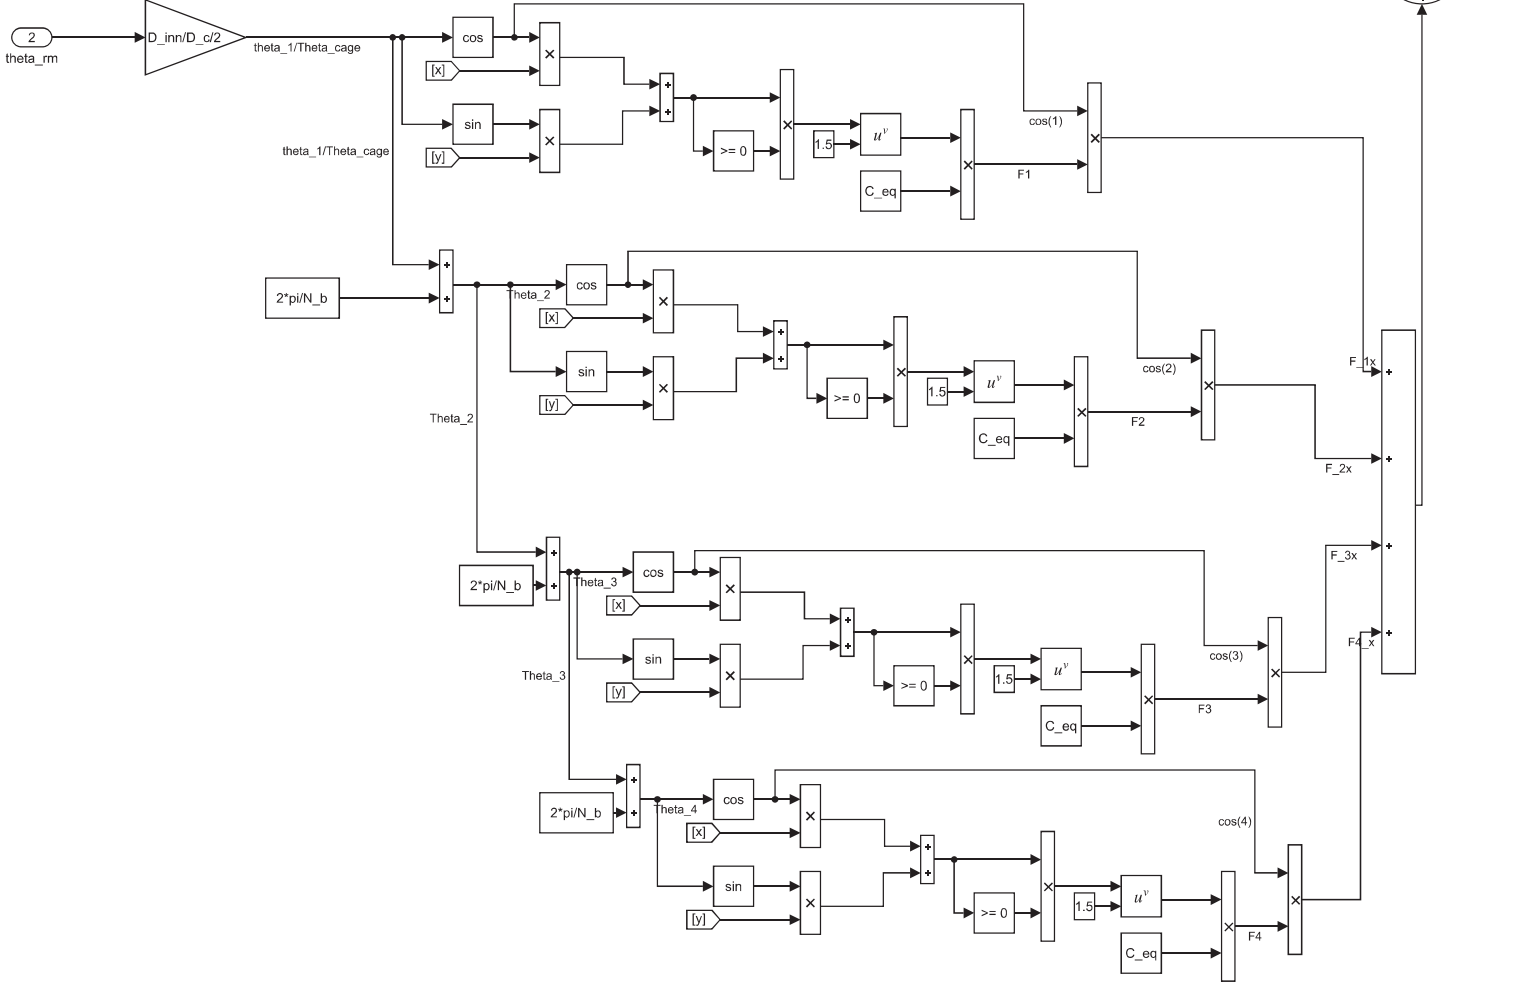 2
theta_rm
D_inn/D_c/2
theta_1/Theta_cage
cos
[x]
×
sin
[y]
×
theta_1/Theta_cage
+
+
>= 0
×
1.5
u^v
C_eq
×
F1
cos(1)
×
2*pi/N_b
+
+
Theta_2
cos
[x]
×
sin
[y]
×
Theta_2
+
+
>= 0
×
1.5
u^v
C_eq
×
F2
cos(2)
×
F_1x
+
F_2x
+
F_3x
+
F4_x
+
2*pi/N_b
+
+
Theta_3
cos
[x]
×
sin
[y]
×
Theta_3
+
+
>= 0
×
1.5
u^v
C_eq
×
F3
cos(3)
×
2*pi/N_b
+
+
Theta_4
cos
[x]
×
sin
[y]
×
+
+
>= 0
×
1.5
u^v
C_eq
×
F4
cos(4)
×